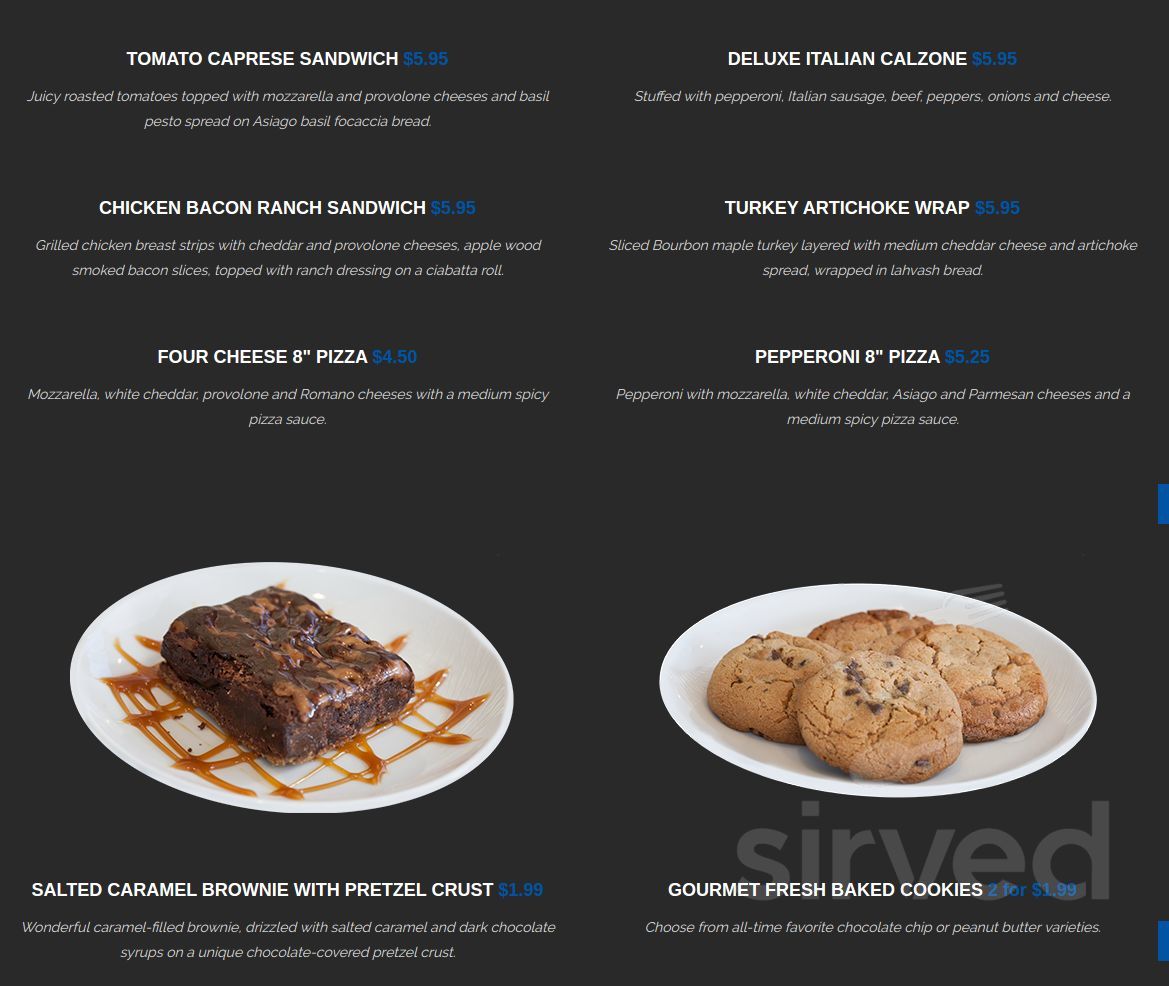 TOMATO CAPRESE SANDWICH $5.95
Juicy roasted tomatoes topped with mozzarella and provolone cheeses and basil
pesto spread on Asiago basil focaccia bread.
DELUXE ITALIAN CALZONE $5.95
Stuffed with pepperoni, Italian sausage, beef, peppers, onions and cheese.
CHICKEN BACON RANCH SANDWICH $5.95
Grilled chicken breast strips with cheddar and provolone cheeses, apple wood
smoked bacon slices, topped with ranch dressing on a ciabatta roll.
TURKEY ARTICHOKE WRAP $5.95
Sliced Bourbon maple turkey layered with medium cheddar cheese and artichoke
spread, wrapped in lahvash bread.
FOUR CHEESE 8" PIZZA $4.50
Mozzarella, white cheddar, provolone and Romano cheeses with a medium spicy
pizza sauce.
PEPPERONI 8" PIZZA $5.25
Pepperoni with mozzarella, white cheddar, Asiago and Parmesan cheeses and a
medium spicy pizza sauce.
SALTED CARAMEL BROWNIE WITH PRETZEL CRUST $1.99
Wonderful caramel-filled brownie, drizzled with salted caramel and dark chocolate
syrups on a unique chocolate-covered pretzel crust.
sirved
GOURMET FRESH BAKED COOKIES 2 for $1.99
Choose from all-time favorite chocolate chip or peanut butter varieties.